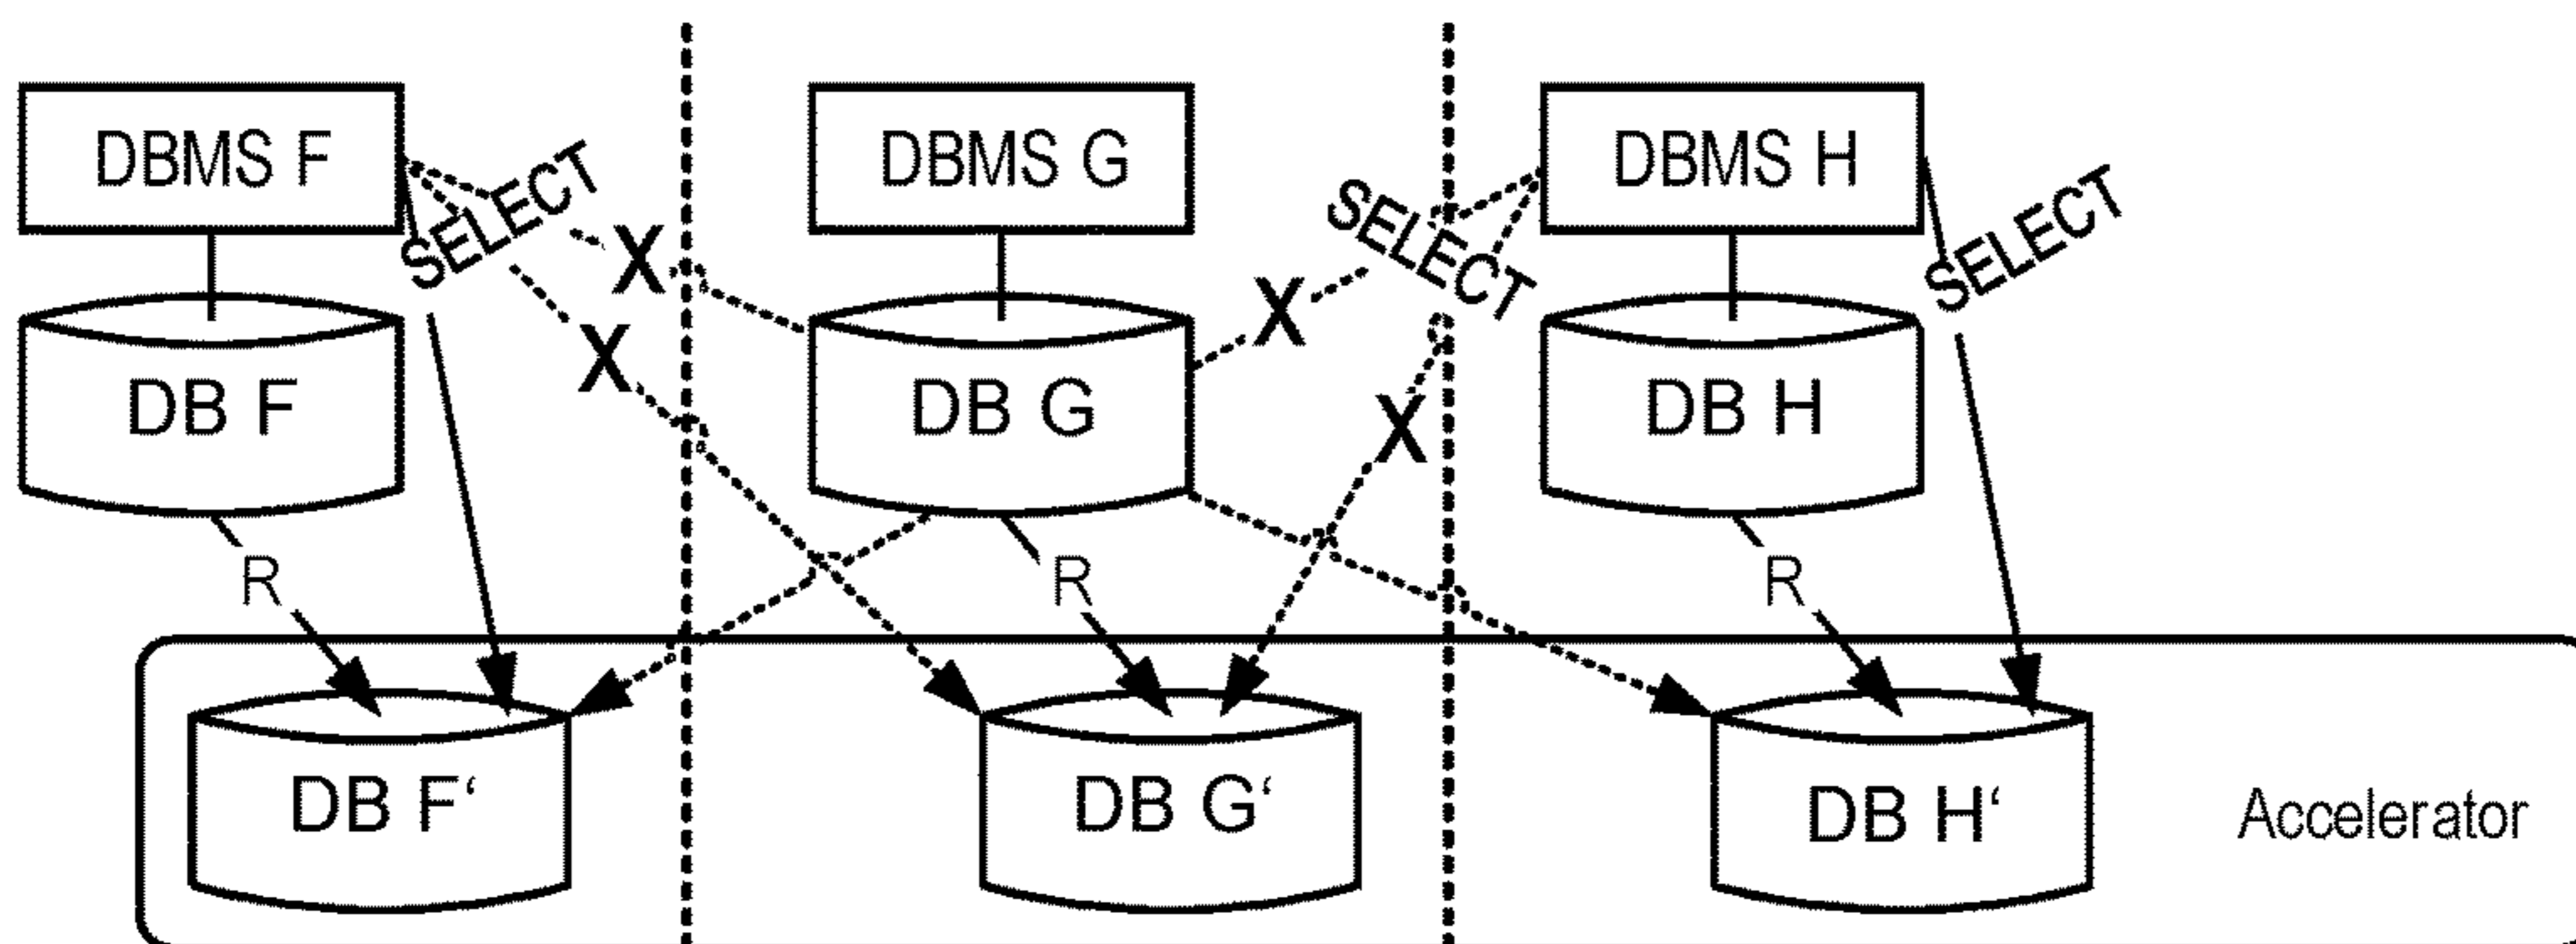 DBMS F
DBMS G
DBMS H
SELECT
SELECT
SELECT
X
X
X
X
DB F
DB G
DB H
R
R
R
DB F‘
DB G‘
DB H‘
Accelerator